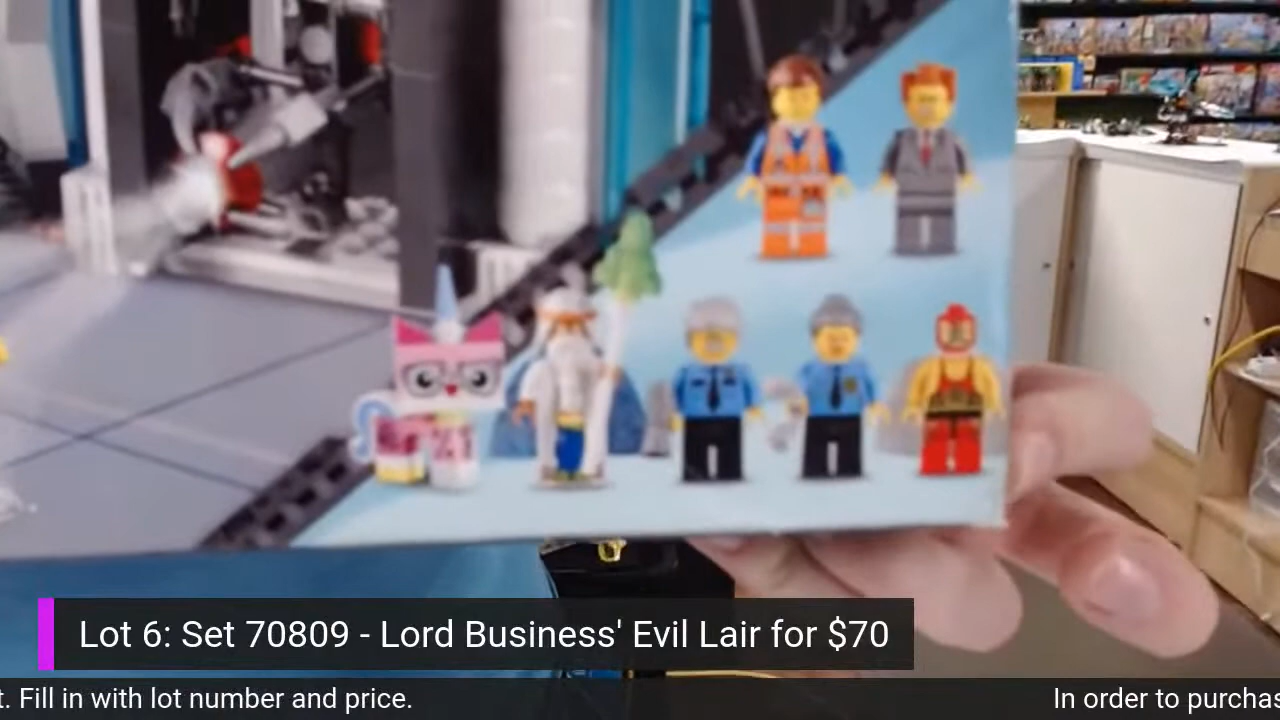 Lot 6: Set 70809 - Lord Business' Evil Lair for $70
t. Fill in with lot number and price.
In order to purchas